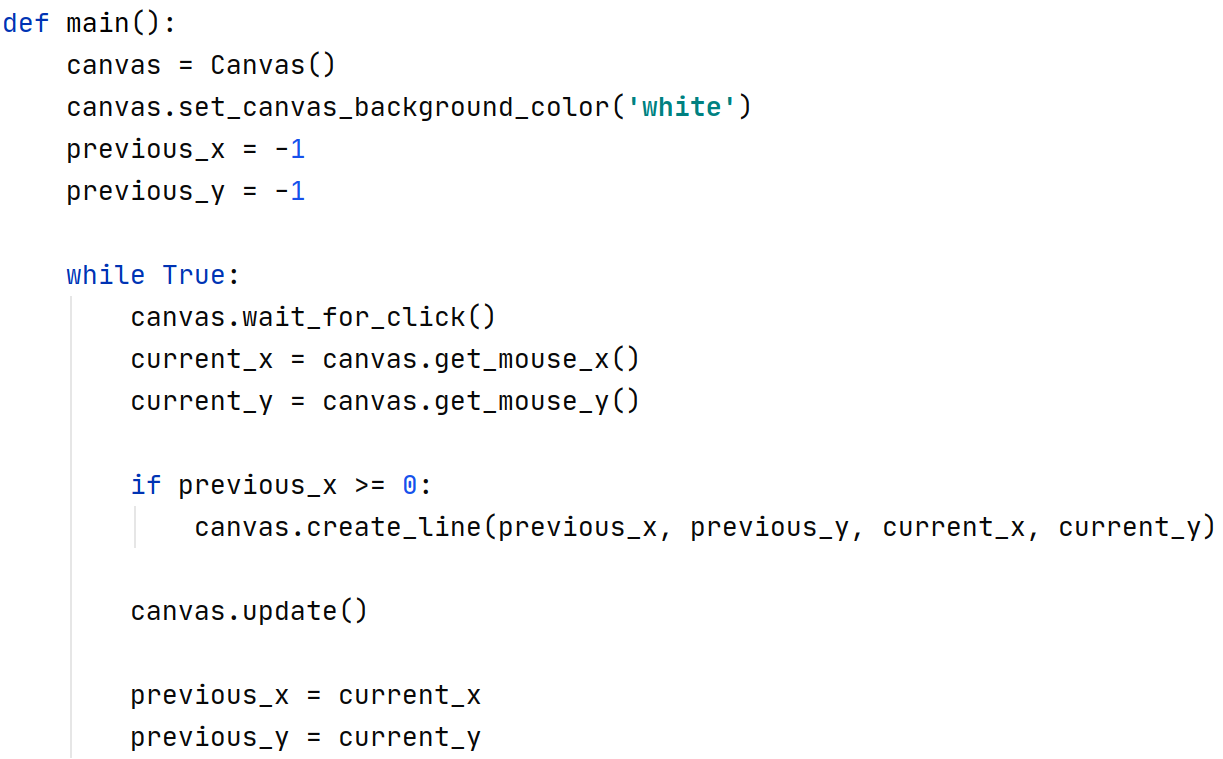 def main():
    canvas = Canvas()
    canvas.set_canvas_background_color('white')
    previous_x = -1
    previous_y = -1

    while True:
        canvas.wait_for_click()
        current_x = canvas.get_mouse_x()
        current_y = canvas.get_mouse_y()

        if previous_x >= 0:
            canvas.create_line(previous_x, previous_y, current_x, current_y)

        canvas.update()

        previous_x = current_x
        previous_y = current_y